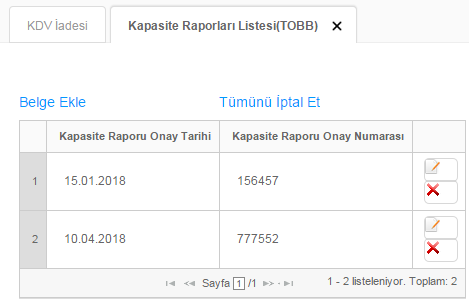 KDV İadesi
Kapasite Raporları Listesi(TOBB)
Belge Ekle Tümünü İptal Et
Kapasite Raporu Onay Tarihi Kapasite Raporu Onay Numarası
1 15.01.2018 156457
2 10.04.2018 777552
Sayfa 1 /1 1 - 2 listeleniyor. Toplam: 2